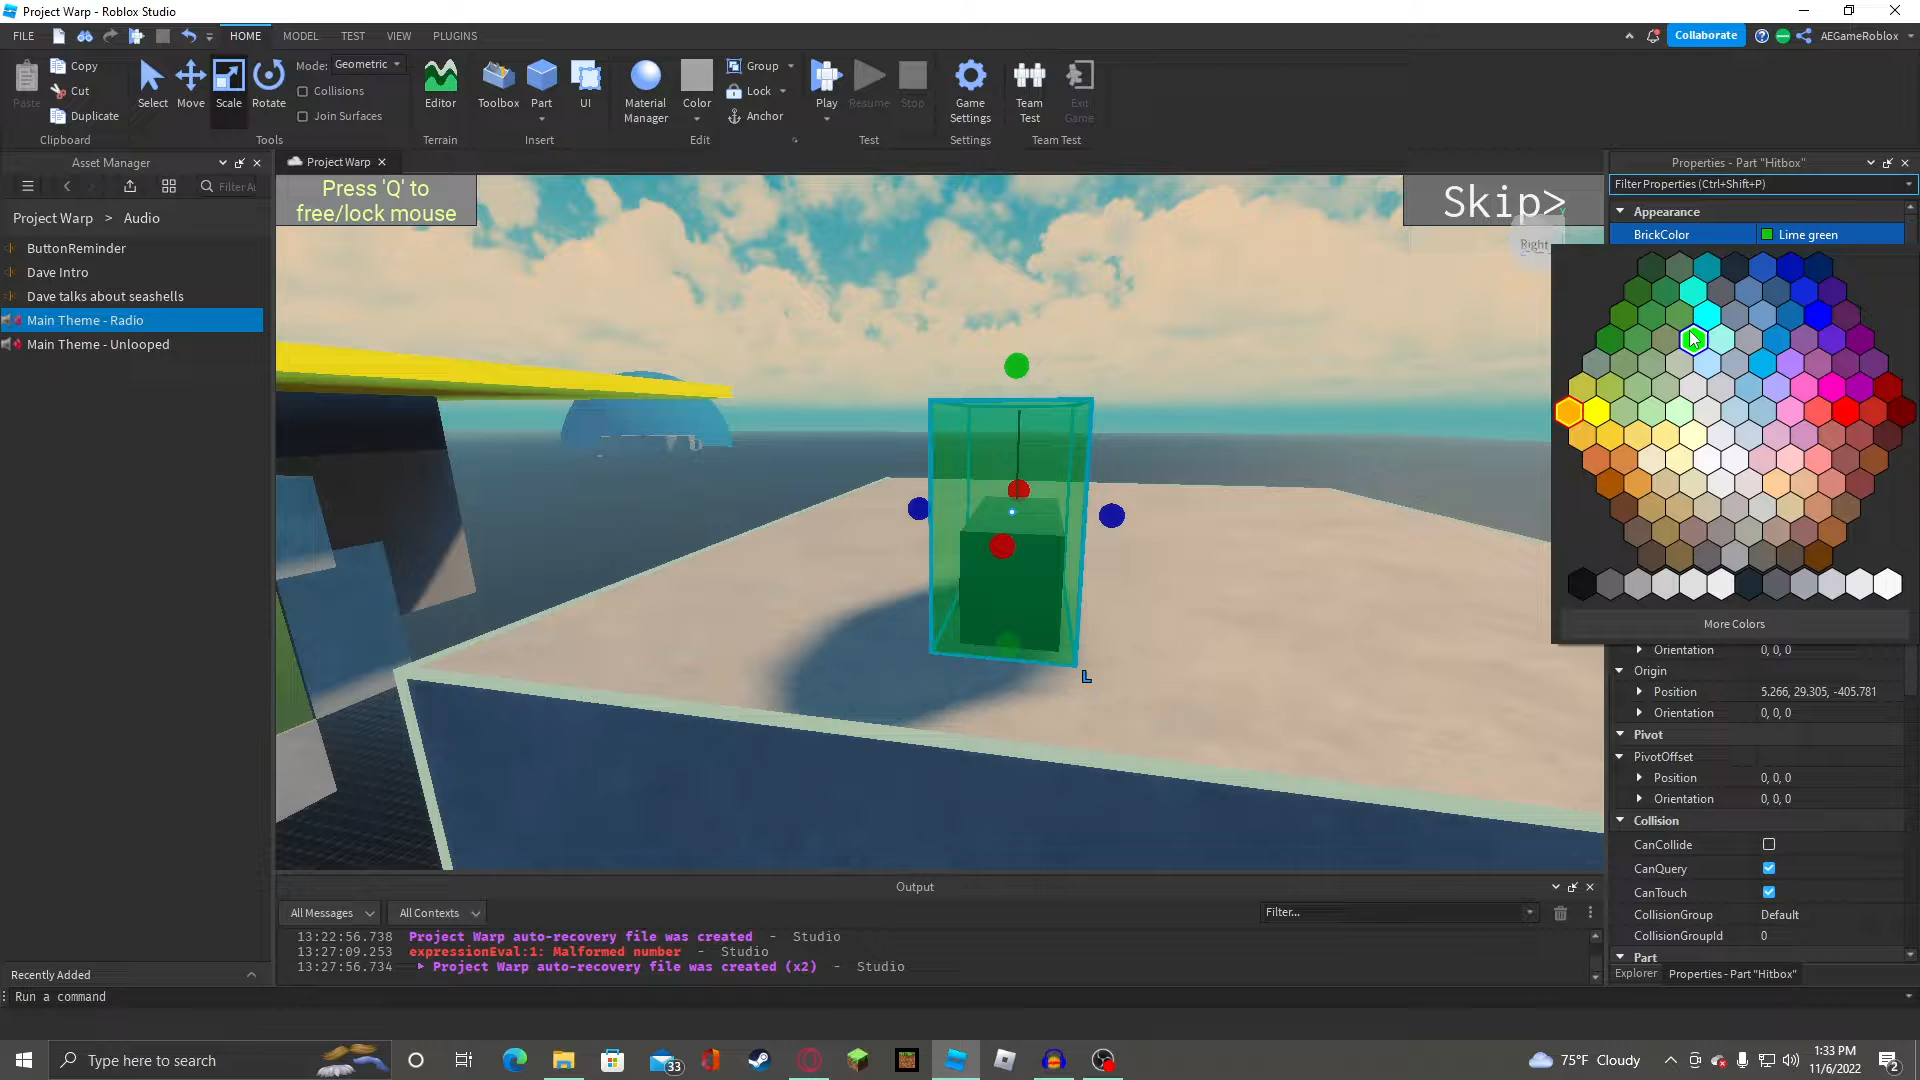 Project Warp - Roblox Studio
FILE
HOME
MODEL
TEST
VIEW
PLUGINS
Collaborate
AEGameRoblox
Paste
Copy
Cut
Duplicate
Clipboard
Select
Move
Scale
Rotate
Mode:
Geometric
Collisions
Join Surfaces
Tools
Editor
Terrain
Toolbox
Part
UI
Insert
Material
Manager
Color
Group
Lock
Anchor
Edit
Play
Resume
Stop
Test
Game
Settings
Settings
Team
Test
Exit
Game
Team Test
Asset Manager
Filter A
Project Warp > Audio
ButtonReminder
Dave Intro
Dave talks about seashells
Main Theme - Radio
Main Theme - Unlooped
Recently Added
Project Warp
Press 'Q' to
free/lock mouse
Skip>
Y
Right
Z
L
Properties - Part "Hitbox"
Filter Properties (Ctrl+Shift+P)
Appearance
BrickColor
Lime green
More Colors
Orientation
0, 0, 0
Origin
Position
5.266, 29.305, -405.781
Orientation
0, 0, 0
Pivot
PivotOffset
Position
0, 0, 0
Orientation
0, 0, 0
Collision
CanCollide
CanQuery
CanTouch
CollisionGroup
Default
CollisionGroupId
0
Part
Explorer
Properties - Part "Hitbox"
Output
All Messages
All Contexts
Filter...
13:22:56.738 Project Warp auto-recovery file was created - Studio
13:27:09.253 expressionEval:1: Malformed number - Studio
13:27:56.734 Project Warp auto-recovery file was created (x2) - Studio
Run a command
Type here to search
33
75°F Cloudy
1:33 PM
11/6/2022
2